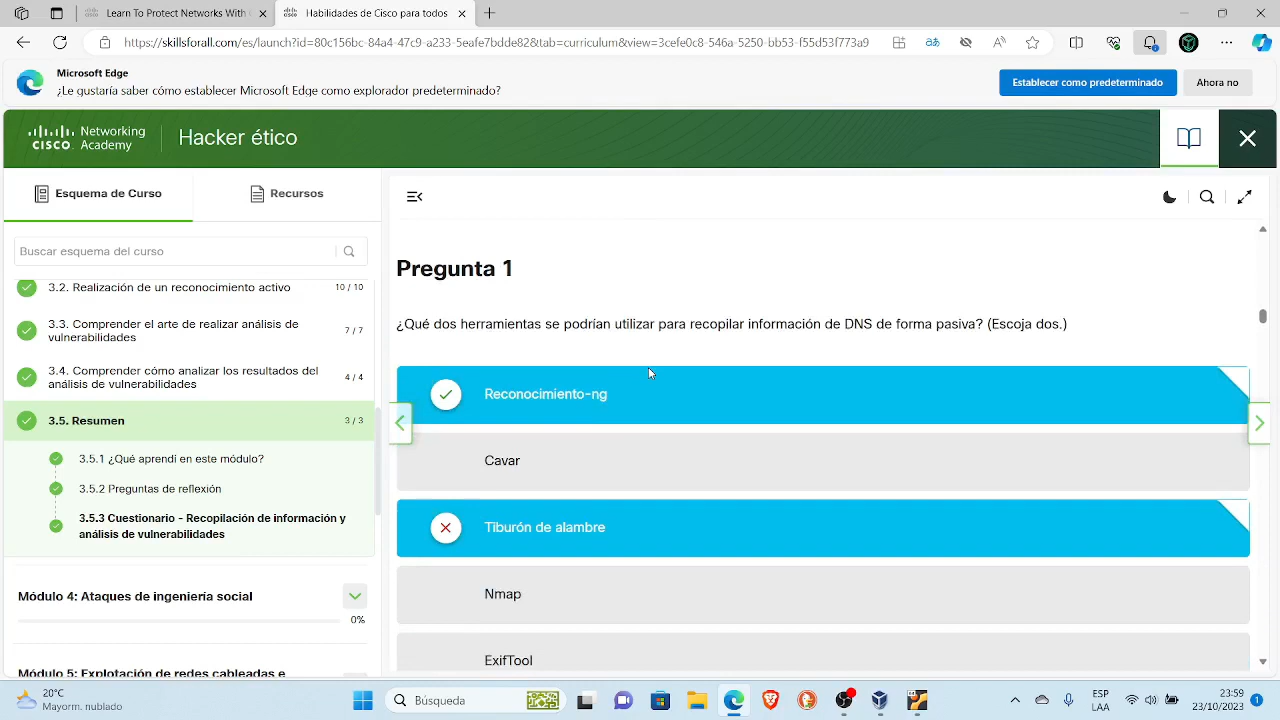 Learn To Protect Networks With
Habilidades de Cisco para todos
https://skillsforall.com/es/launch?id=80c156bc-84a4-47c9-a233-5eafe7bdde82&tab=curriculum&view=3cefe0c8-546a-5250-bb53-f55d53f773a9
Microsoft Edge
¿Le gustaría saber cómo establecer Microsoft Edge como explorador predeterminado?
Establecer como predeterminado
Ahora no
Networking
CISCO. Academy
Hacker ético
Esquema de Curso
Recursos
Buscar esquema del curso
3.2. Realización de un reconocimiento activo
10 / 10
3.3. Comprender el arte de realizar análisis de
vulnerabilidades
7 / 7
3.4. Comprender cómo analizar los resultados del
análisis de vulnerabilidades
4 / 4
3.5. Resumen
3 / 3
3.5.1 ¿Qué aprendí en este módulo?
3.5.2 Preguntas de reflexión
3.5.3 Cuestionario - Recopilación de información y
análisis de vulnerabilidades
Módulo 4: Ataques de ingeniería social
0%
Módulo 5: Explotación de redes cableadas e
Pregunta 1
¿Qué dos herramientas se podrían utilizar para recopilar información de DNS de forma pasiva? (Escoja dos.)
Reconocimiento-ng
Cavar
Tiburón de alambre
Nmap
ExifTool
20°C
Mayorm. nublado
Búsqueda
ESP
LAA
23:59
23/10/2023
1